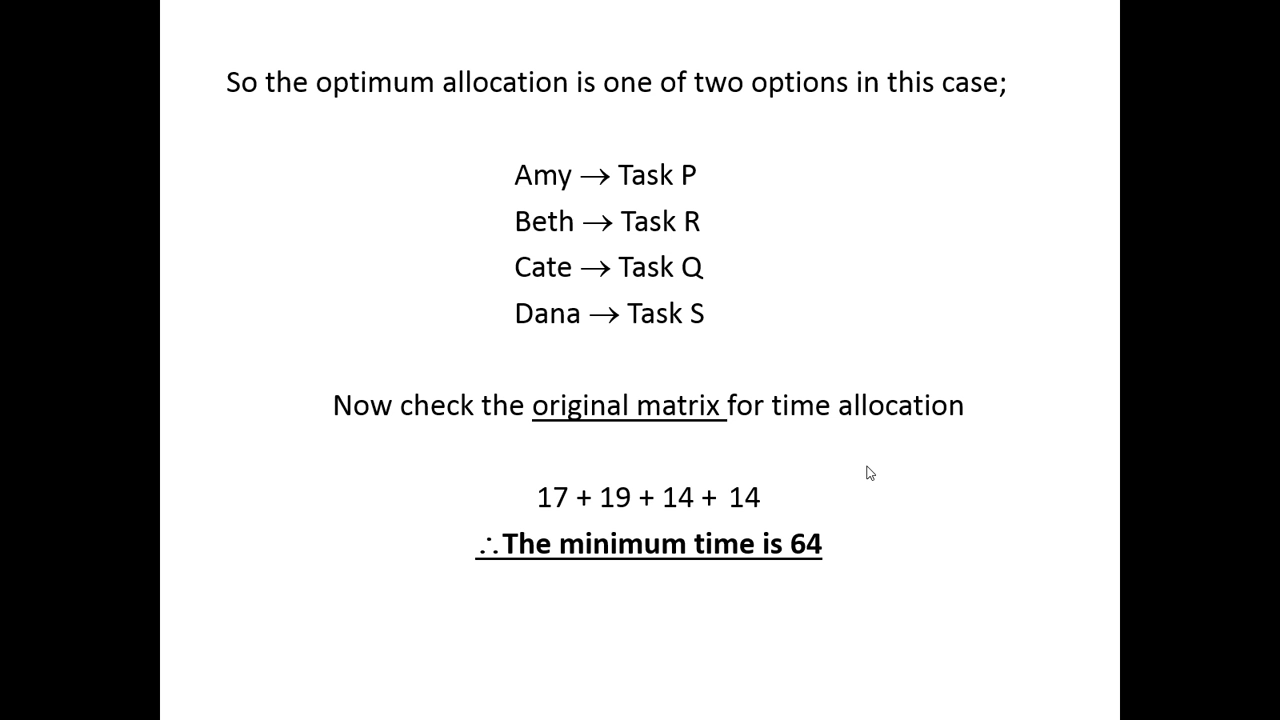 So the optimum allocation is one of two options in this case;
Amy → Task P
Beth → Task R
Cate → Task Q
Dana → Task S
Now check the original matrix for time allocation
17 + 19 + 14 + 14
∴The minimum time is 64